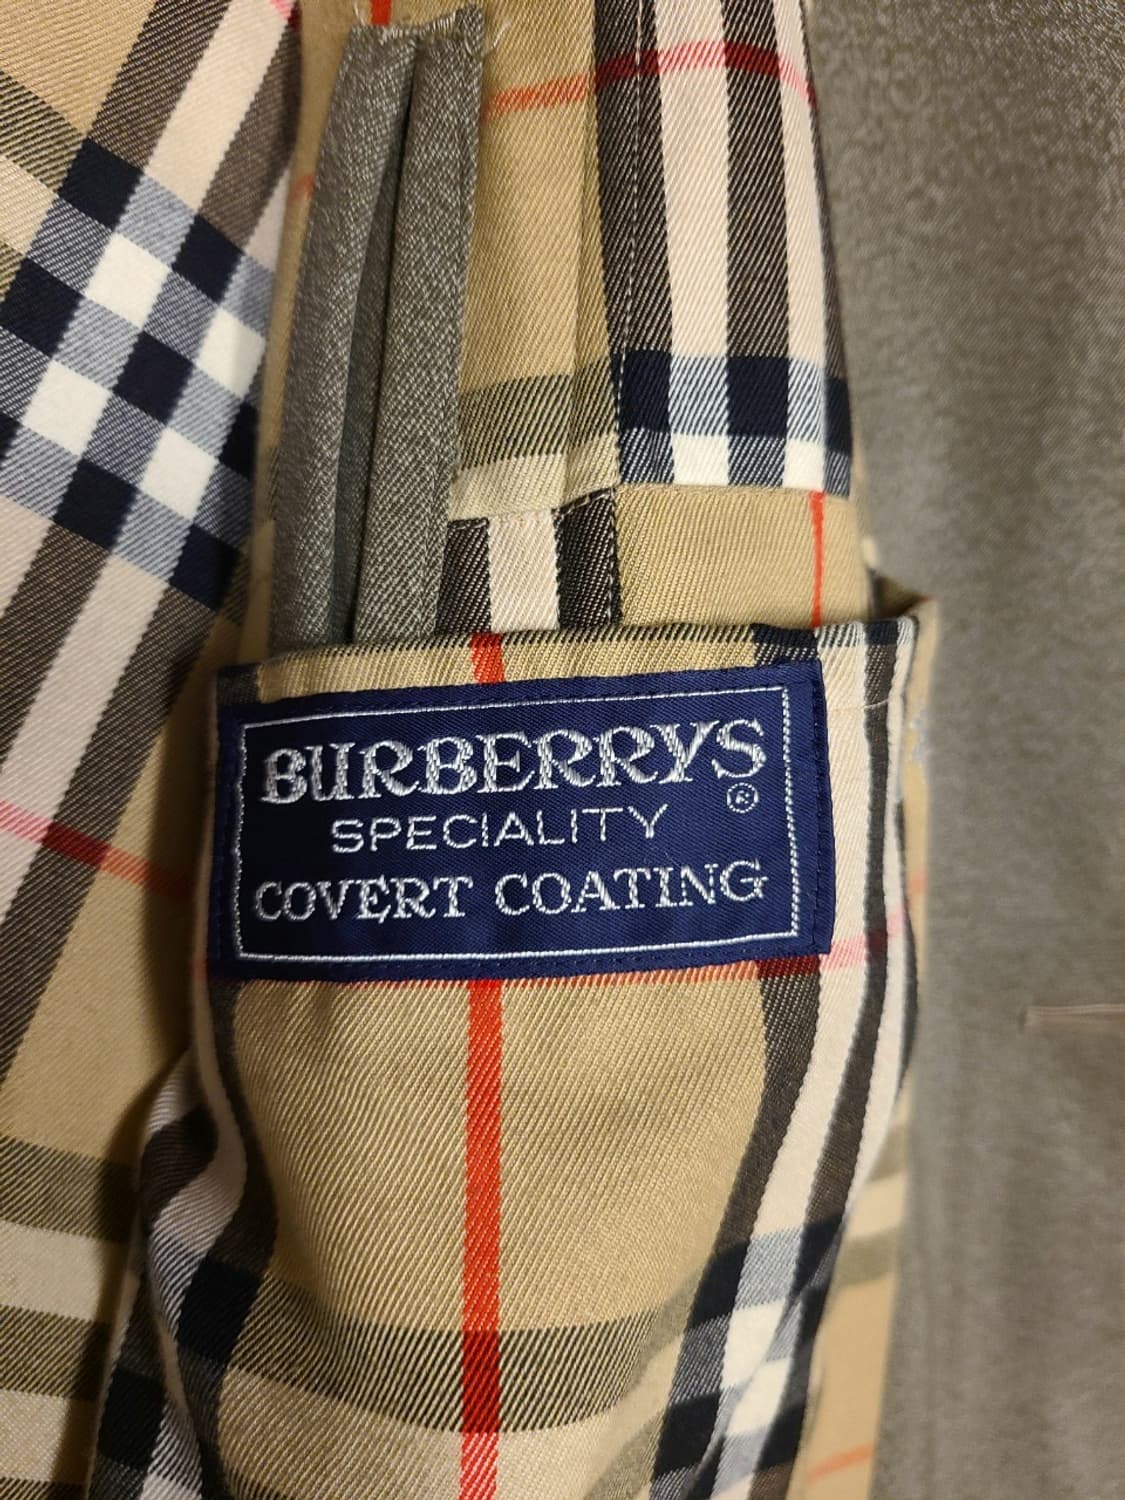 BURBERRYS
®
SPECIALITY
COVERT COATING